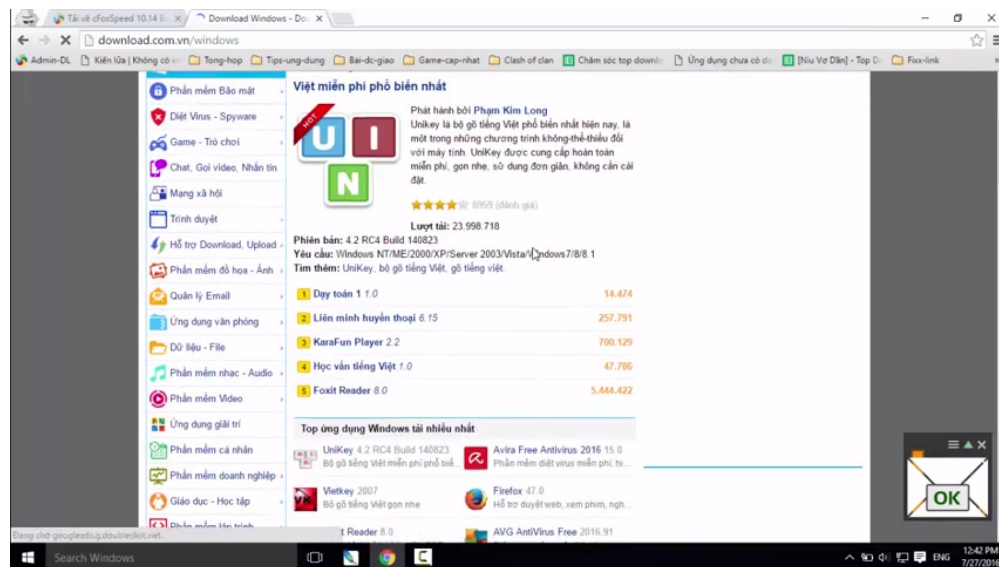 Tải về cFosSpeed 10.14 B
Download Windows - Do
download.com.vn/windows
Admin-DL
Kiến lửa | Không có v
Tong-hop
Tips-ung-dung
Bai-dc-giao
Game-cap-nhat
Clash of clan
Chăm sóc top downl
Ứng dụng chưa có d
[Niu Vơ Dần] - Top D
Fixx-link
Phần mềm Bảo mật
Diệt Virus - Spyware
Game - Trò chơi
Chat, Gọi video, Nhắn tin
Mạng xã hội
Trình duyệt
Hỗ trợ Download, Upload
Phần mềm đồ họa - Ảnh
Quản lý Email
Ứng dụng văn phòng
Dữ liệu - File
Phần mềm nhạc - Audio
Phần mềm Video
Ứng dụng giải trí
Phần mềm cá nhân
Phần mềm doanh nghiệp
Giáo dục - Học tập
Phần mềm lập trình
Việt miễn phí phổ biến nhất
HOT
U I
N
Phát hành bởi Phạm Kim Long
Unikey là bộ gõ tiếng Việt phổ biến nhất hiện nay, là
một trong những chương trình không-thể-thiếu đối
với máy tính. UniKey được cung cấp hoàn toàn
miễn phí, gọn nhẹ, sử dụng đơn giản, không cần cài
đặt.
8959 (đánh giá)
Lượt tải: 23.998.718
Phiên bản: 4.2 RC4 Build 140823
Yêu cầu: Windows NT/ME/2000/XP/Server 2003/Vista/Windows7/8/8.1
Tìm thêm: UniKey, bộ gõ tiếng Việt, gõ tiếng việt
1 Dạy toán 1 1.0 14.474
2 Liên minh huyền thoại 6.15 257.791
3 KaraFun Player 2.2 700.129
4 Học vần tiếng Việt 1.0 47.786
5 Foxit Reader 8.0 5.444.422
Top ứng dụng Windows tải nhiều nhất
UniKey 4.2 RC4 Build 140823
Bộ gõ tiếng Việt miễn phí phổ biế...
Avira Free Antivirus 2016 15.0
Phần mềm diệt virus miễn phí, tr...
Vietkey 2007
Bộ gõ tiếng Việt gọn nhẹ
Firefox 47.0
Hỗ trợ duyệt web, xem phim, ngh...
t Reader 8.0
AVG AntiVirus Free 2016.91
OK
Đang chờ googleads.g.doubleclick.net...
Search Windows
ENG
12:42 PM
7/27/2016